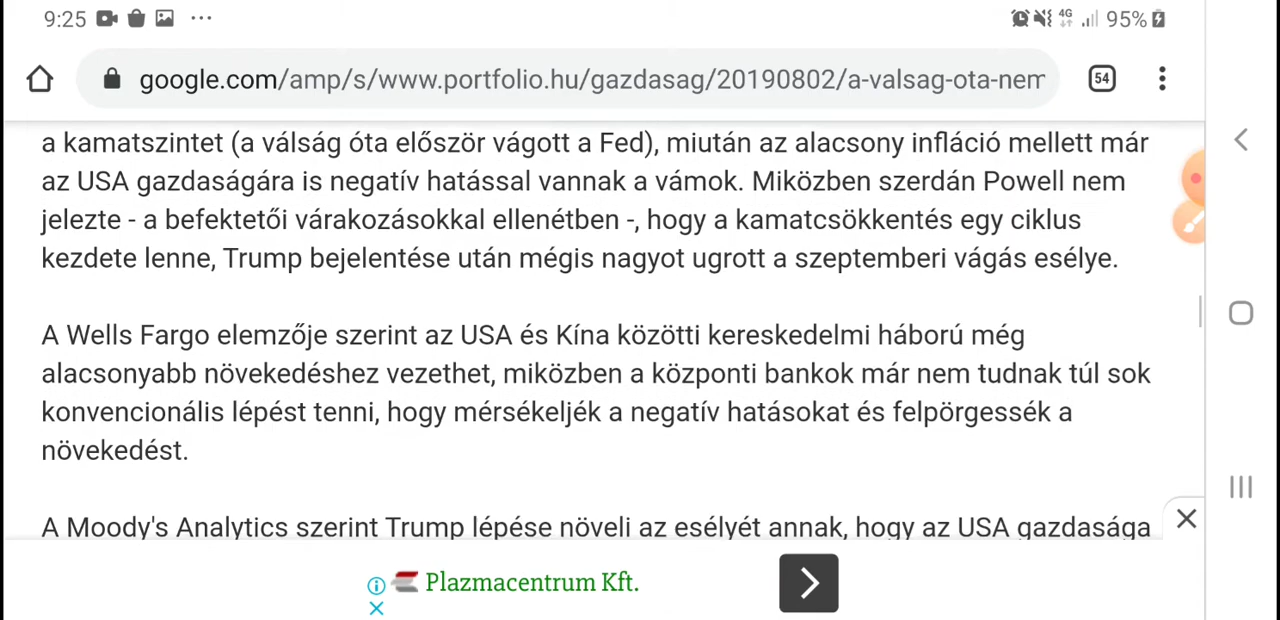 9:25
4G
95%
google.com/amp/s/www.portfolio.hu/gazdasag/20190802/a-valsag-ota-nem
54
a kamatszintet (a válság óta először vágott a Fed), miután az alacsony infláció mellett már
az USA gazdaságára is negatív hatással vannak a vámok. Miközben szerdán Powell nem
jelezte - a befektetői várakozásokkal ellenétben -, hogy a kamatcsökkentés egy ciklus
kezdete lenne, Trump bejelentése után mégis nagyot ugrott a szeptemberi vágás esélye.
A Wells Fargo elemzője szerint az USA és Kína közötti kereskedelmi háború még
alacsonyabb növekedéshez vezethet, miközben a központi bankok már nem tudnak túl sok
konvencionális lépést tenni, hogy mérsékeljék a negatív hatásokat és felpörgessék a
növekedést.
A Moody's Analytics szerint Trump lépése növeli az esélyét annak, hogy az USA gazdasága
Plazmacentrum Kft.